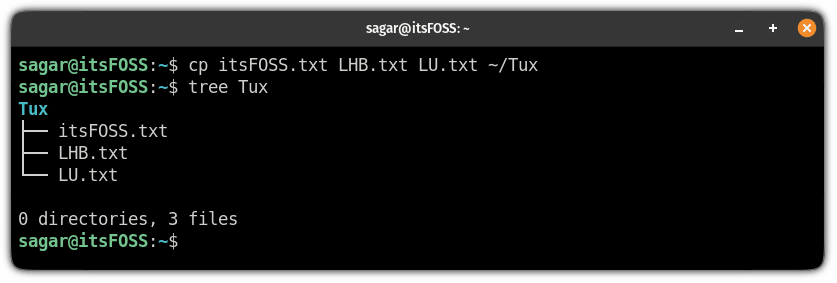 sagar@itsFOSS: ~
sagar@itsFOSS:~$ cp itsFOSS.txt LHB.txt LU.txt ~/Tux
sagar@itsFOSS:~$ tree Tux
Tux
├── itsFOSS.txt
├── LHB.txt
└── LU.txt
0 directories, 3 files
sagar@itsFOSS:~$